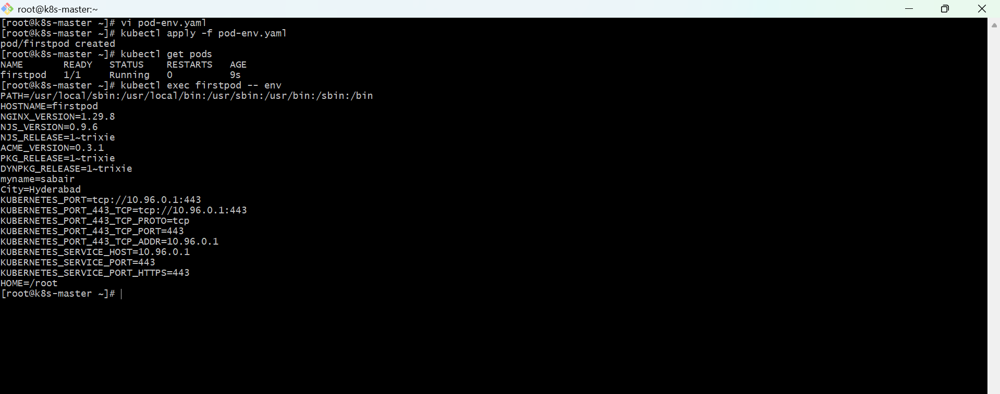 root@k8s-master:~
[root@k8s-master ~]# vi pod-env.yaml
[root@k8s-master ~]# kubectl apply -f pod-env.yaml
pod/firstpod created
[root@k8s-master ~]# kubectl get pods
NAME       READY   STATUS    RESTARTS   AGE
firstpod   1/1     Running   0          9s
[root@k8s-master ~]# kubectl exec firstpod -- env
PATH=/usr/local/sbin:/usr/local/bin:/usr/sbin:/usr/bin:/sbin:/bin
HOSTNAME=firstpod
NGINX_VERSION=1.29.8
NJS_VERSION=0.9.6
NJS_RELEASE=1~trixie
ACME_VERSION=0.3.1
PKG_RELEASE=1~trixie
DYNPKG_RELEASE=1~trixie
myname=sabair
City=Hyderabad
KUBERNETES_PORT=tcp://10.96.0.1:443
KUBERNETES_PORT_443_TCP=tcp://10.96.0.1:443
KUBERNETES_PORT_443_TCP_PROTO=tcp
KUBERNETES_PORT_443_TCP_PORT=443
KUBERNETES_PORT_443_TCP_ADDR=10.96.0.1
KUBERNETES_SERVICE_HOST=10.96.0.1
KUBERNETES_SERVICE_PORT=443
KUBERNETES_SERVICE_PORT_HTTPS=443
HOME=/root
[root@k8s-master ~]#